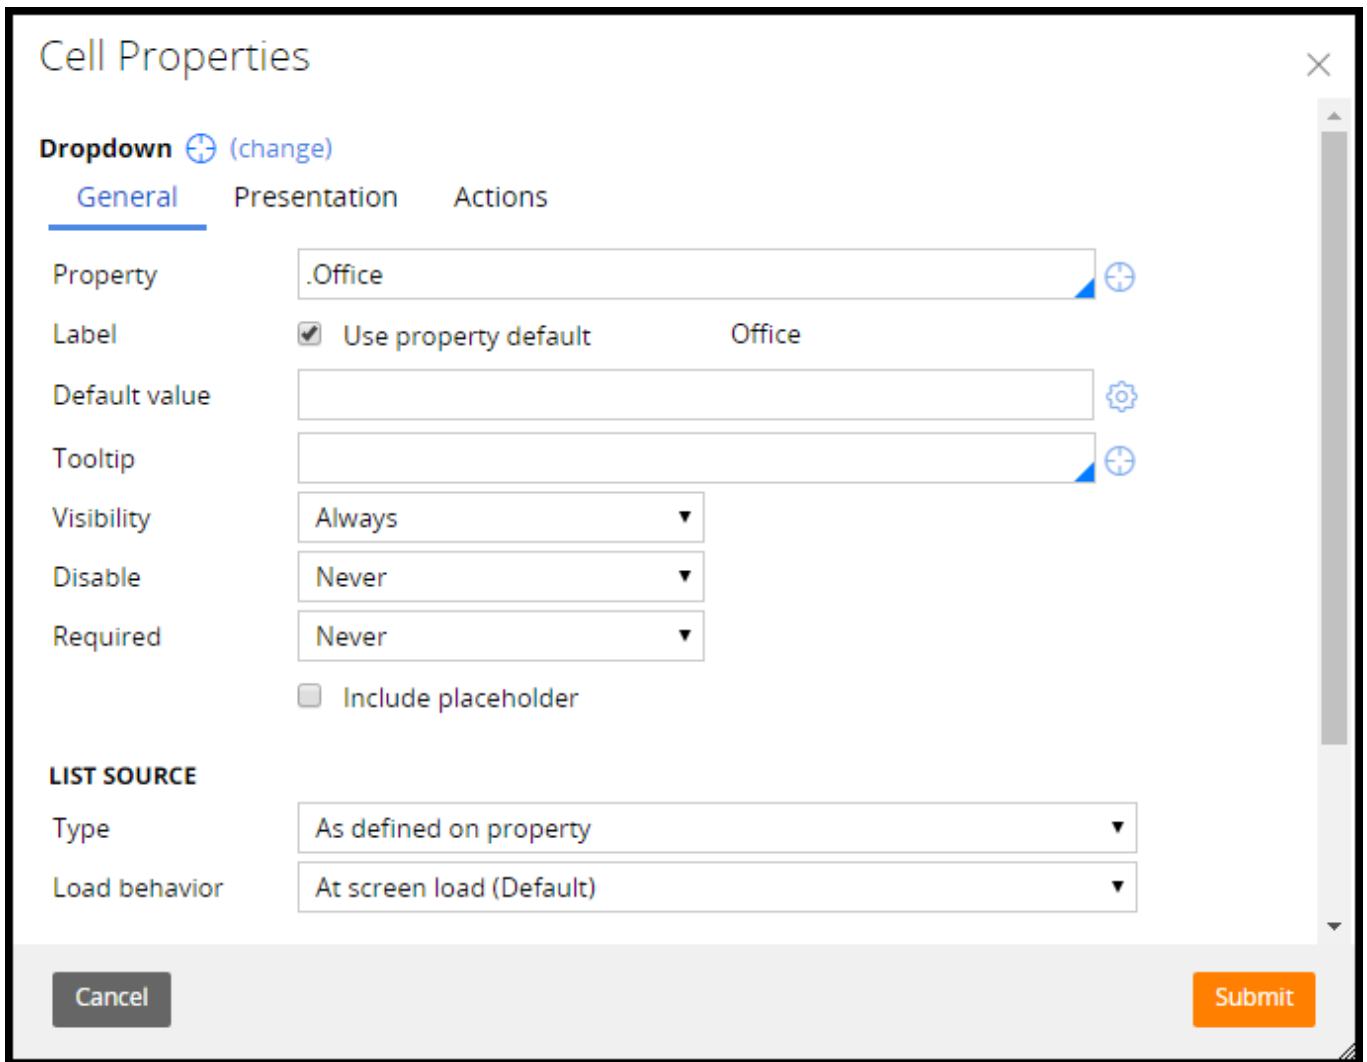 Cell Properties
Dropdown (change)
General Presentation Actions
Property .Office
Label Use property default Office
Default value
Tooltip
Visibility Always
Disable Never
Required Never
Include placeholder
LIST SOURCE
Type As defined on property
Load behavior At screen load (Default)
Cancel Submit